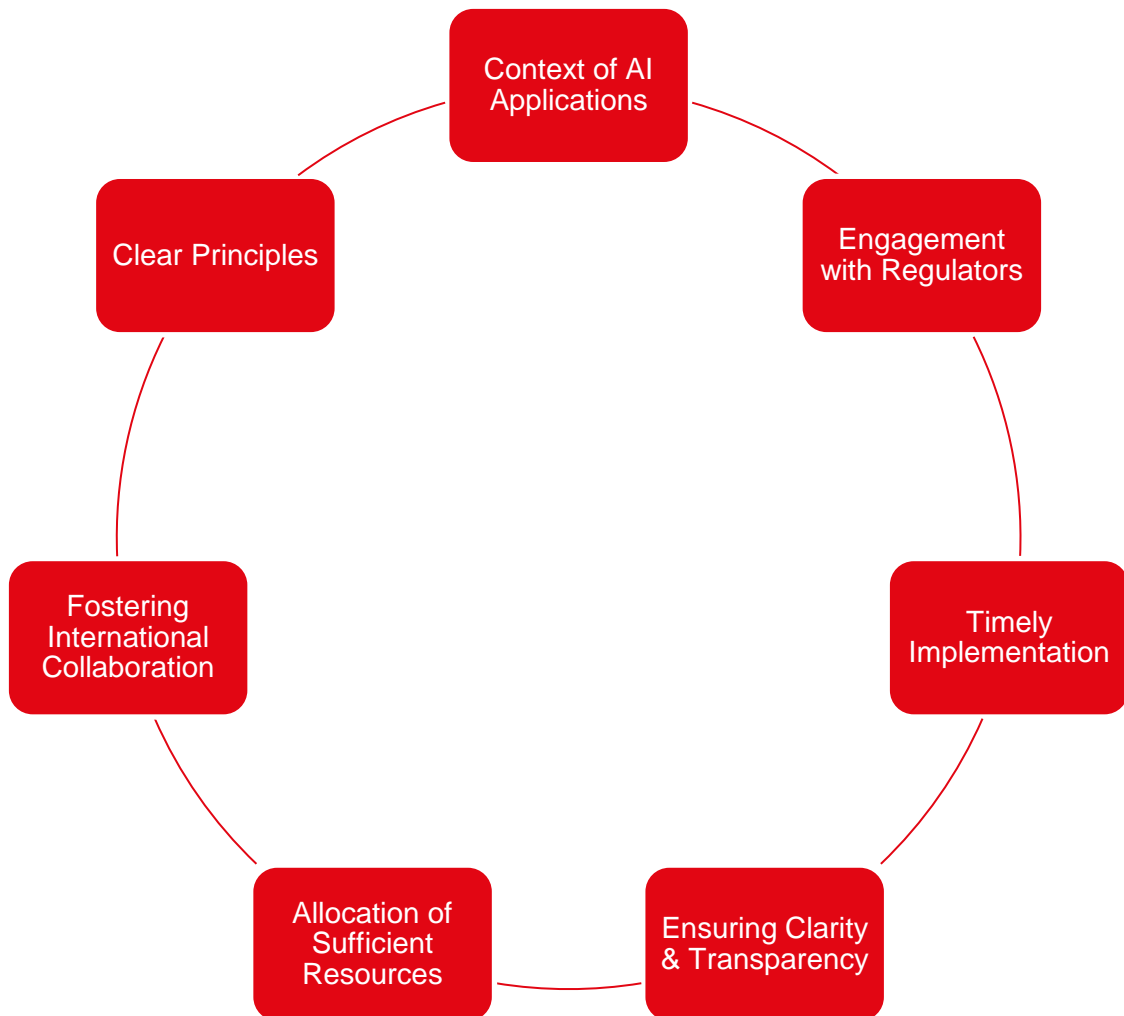 Context of AI
Applications
Engagement
with Regulators
Timely
Implementation
Ensuring Clarity
& Transparency
Allocation of
Sufficient
Resources
Fostering
International
Collaboration
Clear Principles